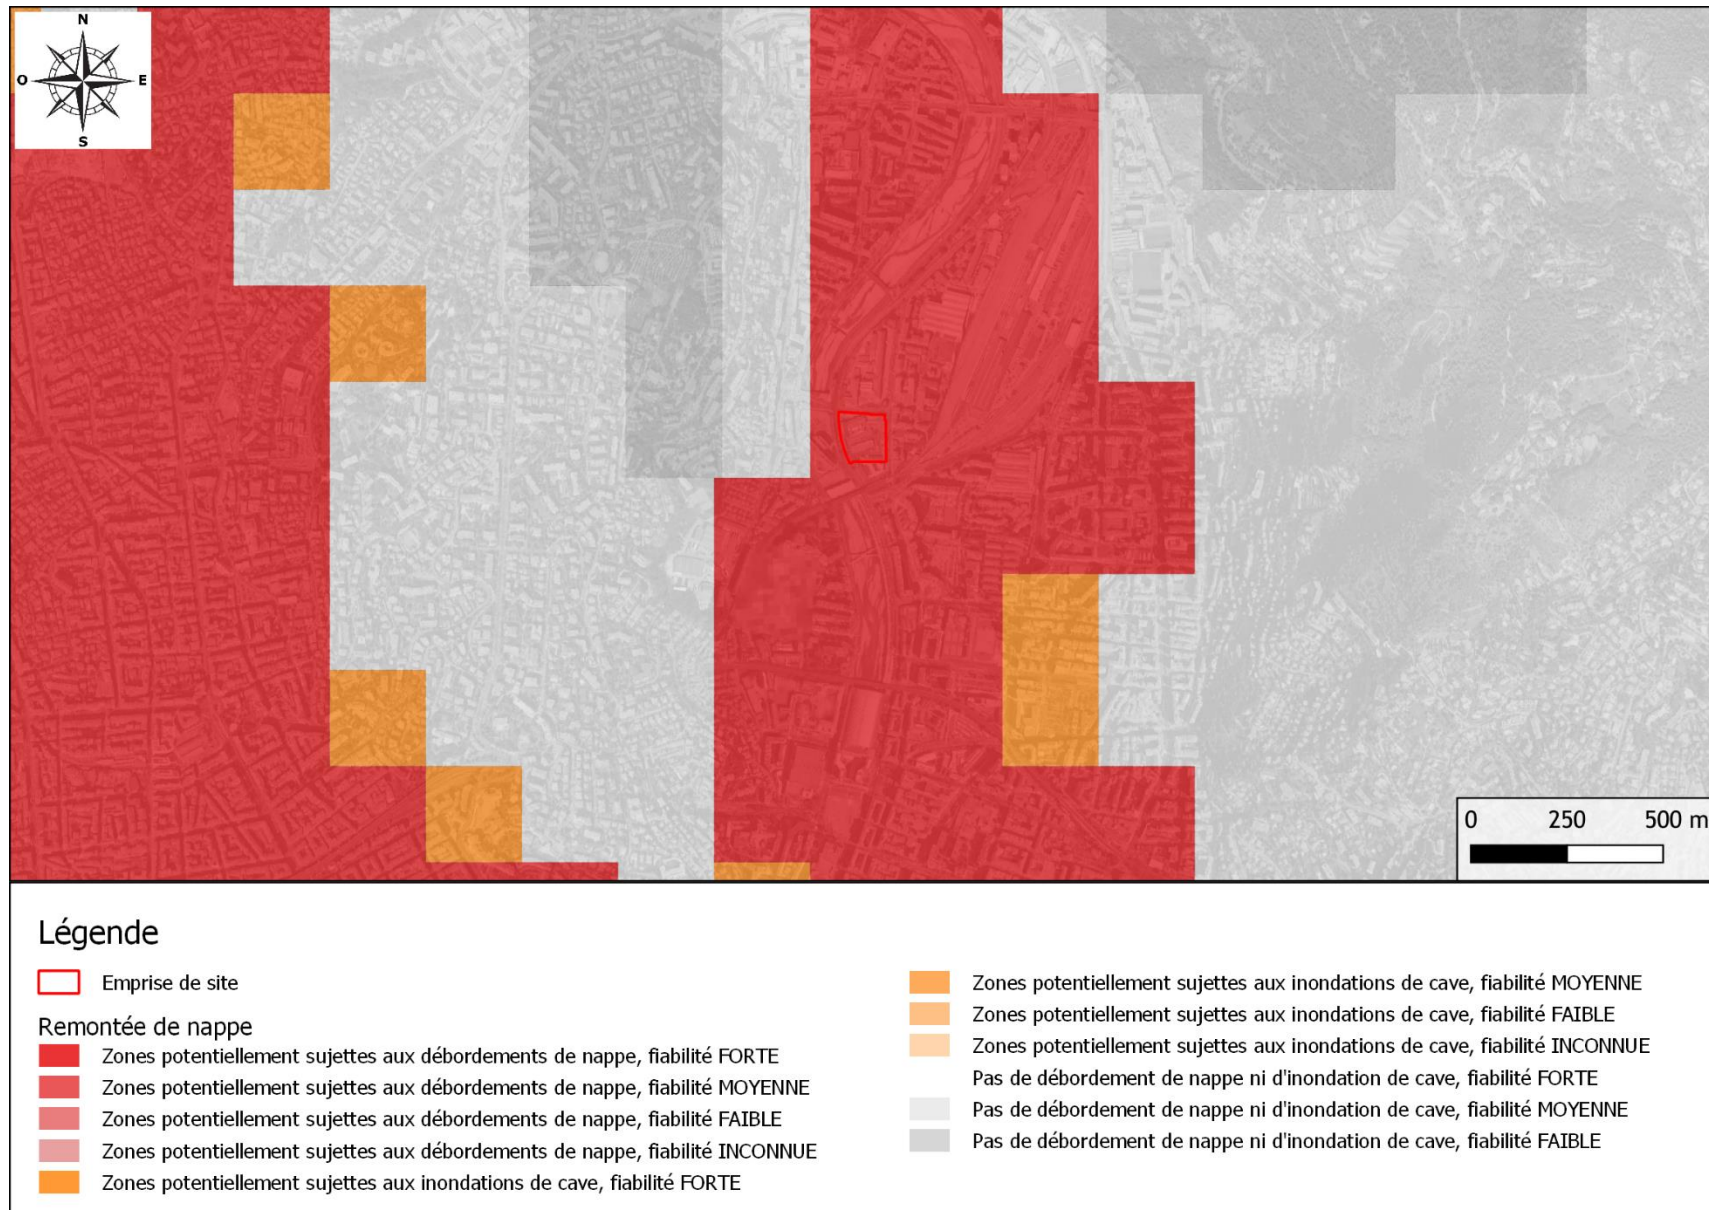 N
O
E
S
0 250 500 m
Légende
Emprise de site
Remontée de nappe
Zones potentiellement sujettes aux débordements de nappe, fiabilité FORTE
Zones potentiellement sujettes aux débordements de nappe, fiabilité MOYENNE
Zones potentiellement sujettes aux débordements de nappe, fiabilité FAIBLE
Zones potentiellement sujettes aux débordements de nappe, fiabilité INCONNUE
Zones potentiellement sujettes aux inondations de cave, fiabilité FORTE
Zones potentiellement sujettes aux inondations de cave, fiabilité MOYENNE
Zones potentiellement sujettes aux inondations de cave, fiabilité FAIBLE
Zones potentiellement sujettes aux inondations de cave, fiabilité INCONNUE
Pas de débordement de nappe ni d'inondation de cave, fiabilité FORTE
Pas de débordement de nappe ni d'inondation de cave, fiabilité MOYENNE
Pas de débordement de nappe ni d'inondation de cave, fiabilité FAIBLE